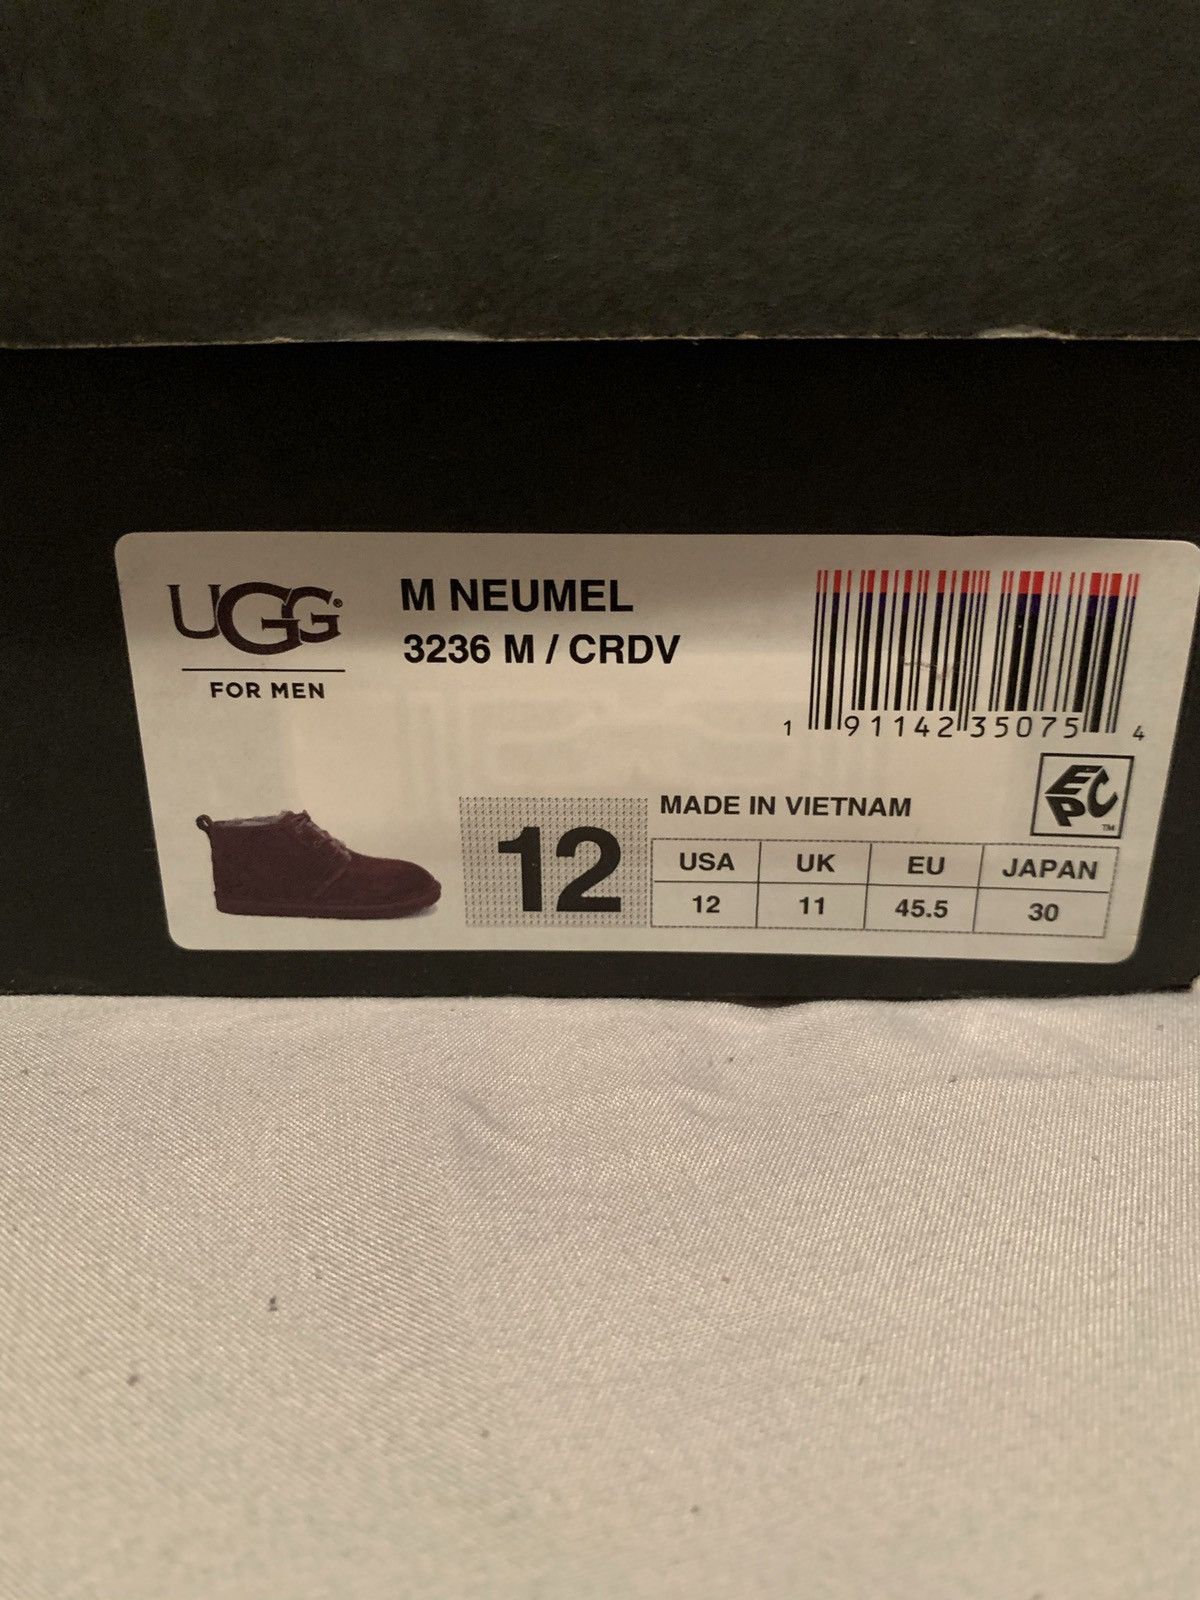 UGG®
FOR MEN
M NEUMEL
3236 M / CRDV
1 91142 35075 4
EPC™
MADE IN VIETNAM
12
USA UK EU JAPAN
12 11 45.5 30